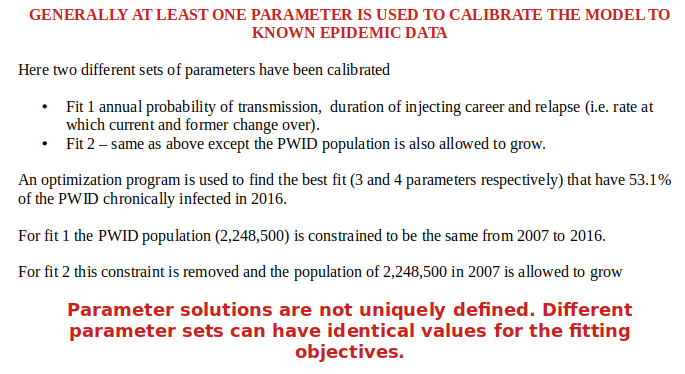 GENERALLY AT LEAST ONE PARAMETER IS USED TO CALIBRATE THE MODEL TO
KNOWN EPIDEMIC DATA
Here two different sets of parameters have been calibrated
• Fit 1 annual probability of transmission,  duration of injecting career and relapse (i.e. rate at
which current and former change over).
• Fit 2 – same as above except the PWID population is also allowed to grow.
An optimization program is used to find the best fit (3 and 4 parameters respectively) that have 53.1%
of the PWID chronically infected in 2016.
For fit 1 the PWID population (2,248,500) is constrained to be the same from 2007 to 2016.
For fit 2 this constraint is removed and the population of 2,248,500 in 2007 is allowed to grow
Parameter solutions are not uniquely defined. Different
parameter sets can have identical values for the fitting
objectives.